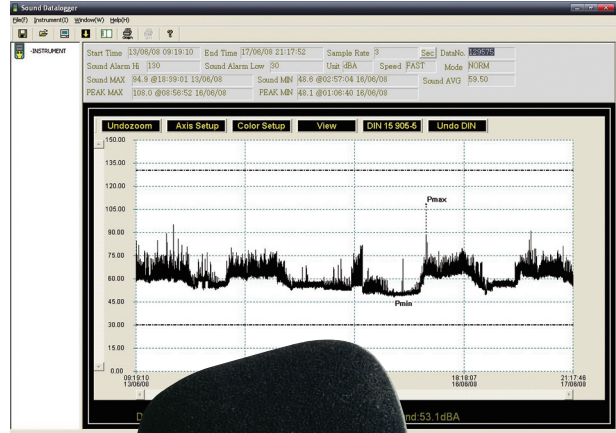 Sound Datalogger
File(F) Instrument(I) Window(W) Help(H)
-INSTRUMENT
Start Time 13/06/08 09:19:10 End Time 17/06/08 21:17:52 Sample Rate 3 Sec DataNo. 129575
Sound Alarm Hi 130 Sound Alarm Low 30 Unit dBA Speed FAST Mode NORM
Sound MAX 94.9 @18:39:01 13/06/08 Sound MIN 48.6 @02:57:04 16/06/08 Sound AVG 59.50
PEAK MAX 108.0 @08:56:52 16/06/08 PEAK MIN 48.1 @01:06:40 16/06/08
Undozoom Axis Setup Color Setup View DIN 15 905-5 Undo DIN
150.00
135.00
120.00
105.00
Pmax
90.00
75.00
60.00
45.00
Pmin
30.00
15.00
0.00
09:19:10 18:18:07 21:17:46
13/06/08 16/06/08 17/06/08
nd:53.1dBA